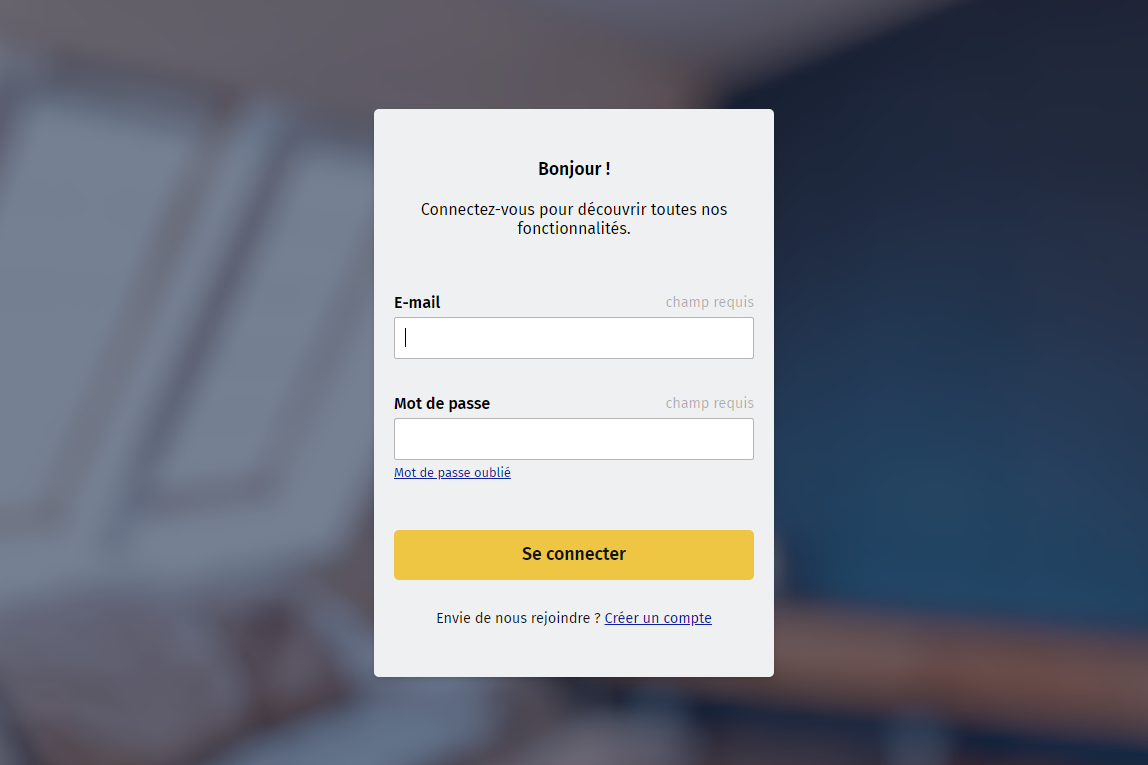 Bonjour !
Connectez-vous pour découvrir toutes nos
fonctionnalités.
E-mail champ requis
Mot de passe champ requis
Mot de passe oublié
Se connecter
Envie de nous rejoindre ? Créer un compte